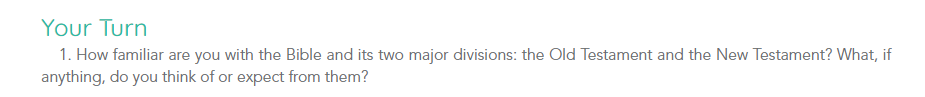 Your Turn
1. How familiar are you with the Bible and its two major divisions: the Old Testament and the New Testament? What, if
anything, do you think of or expect from them?